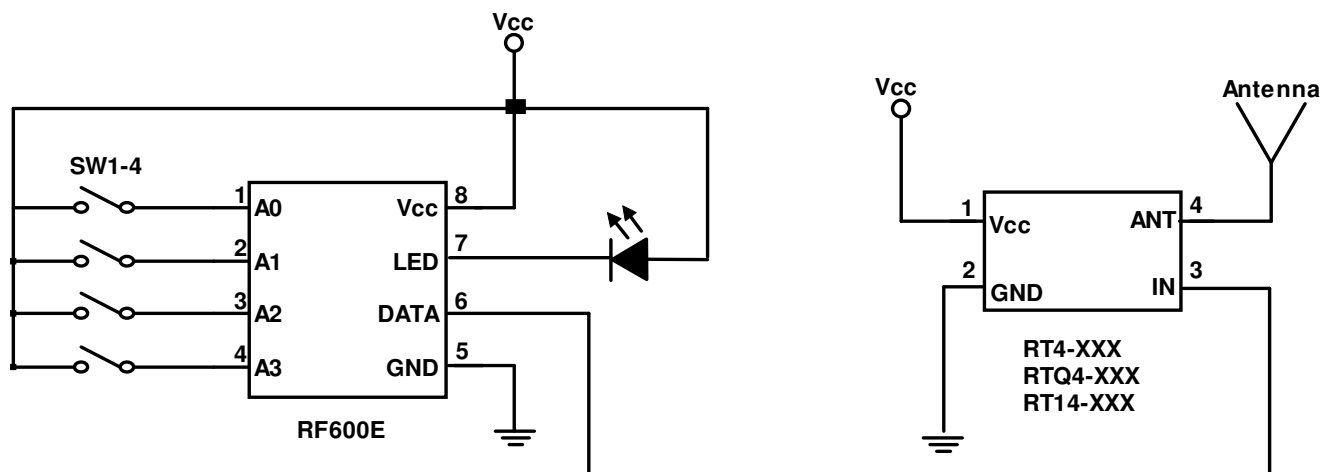 Vcc
SW1-4
1 A0 Vcc 8
2 A1 LED 7
3 A2 DATA 6
4 A3 GND 5
RF600E
Vcc
Antenna
1 Vcc ANT 4
2 GND IN 3
RT4-XXX
RTQ4-XXX
RT14-XXX